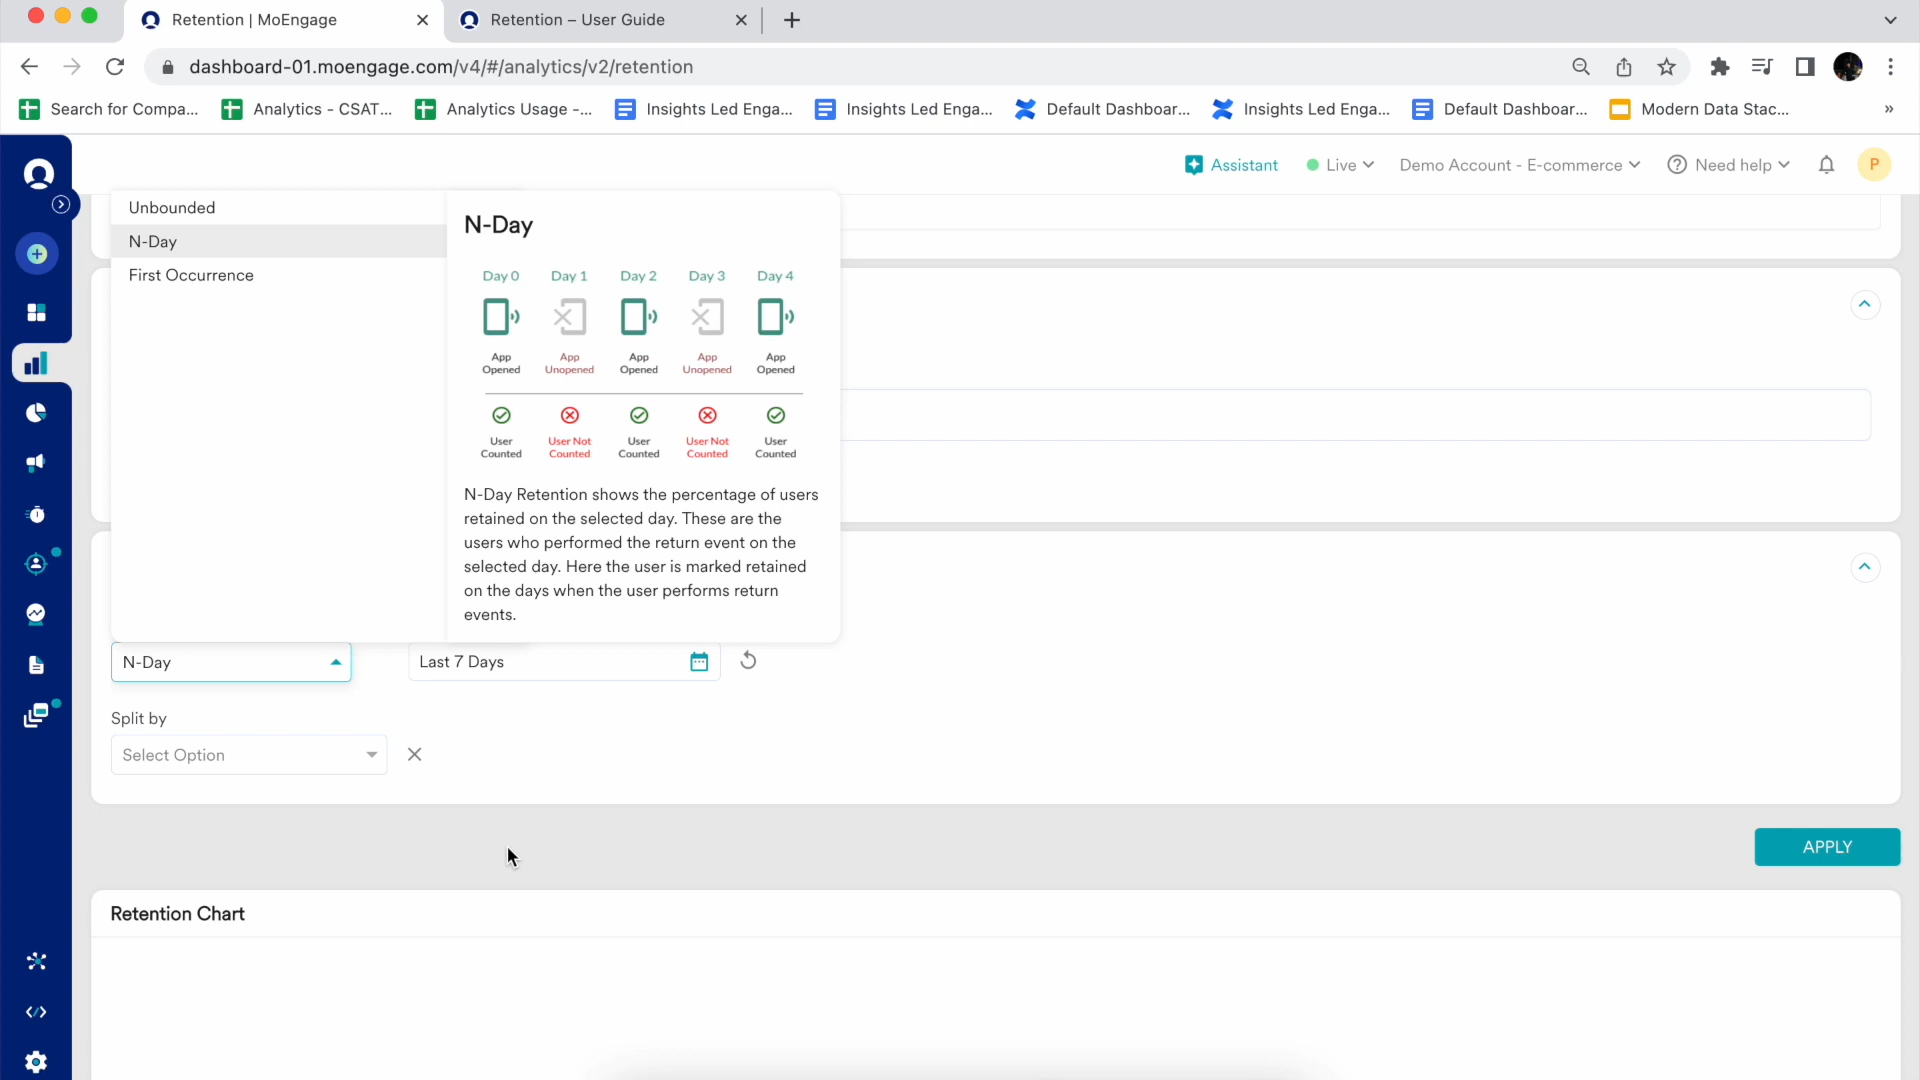 Retention | MoEngage
Retention – User Guide
dashboard-01.moengage.com/v4/#/analytics/v2/retention
Search for Compa...
Analytics - CSAT...
Analytics Usage -...
Insights Led Enga...
Insights Led Enga...
Default Dashboar...
Insights Led Enga...
Default Dashboar...
Modern Data Stac...
»
Assistant
Live
Demo Account - E-commerce
Need help
P
Unbounded
N-Day
First Occurrence
N-Day
Day 0 Day 1 Day 2 Day 3 Day 4
App Opened
App Unopened
App Opened
App Unopened
App Opened
User Counted
User Not Counted
User Counted
User Not Counted
User Counted
N-Day Retention shows the percentage of users
retained on the selected day. These are the
users who performed the return event on the
selected day. Here the user is marked retained
on the days when the user performs return
events.
N-Day
Last 7 Days
Split by
Select Option
APPLY
Retention Chart